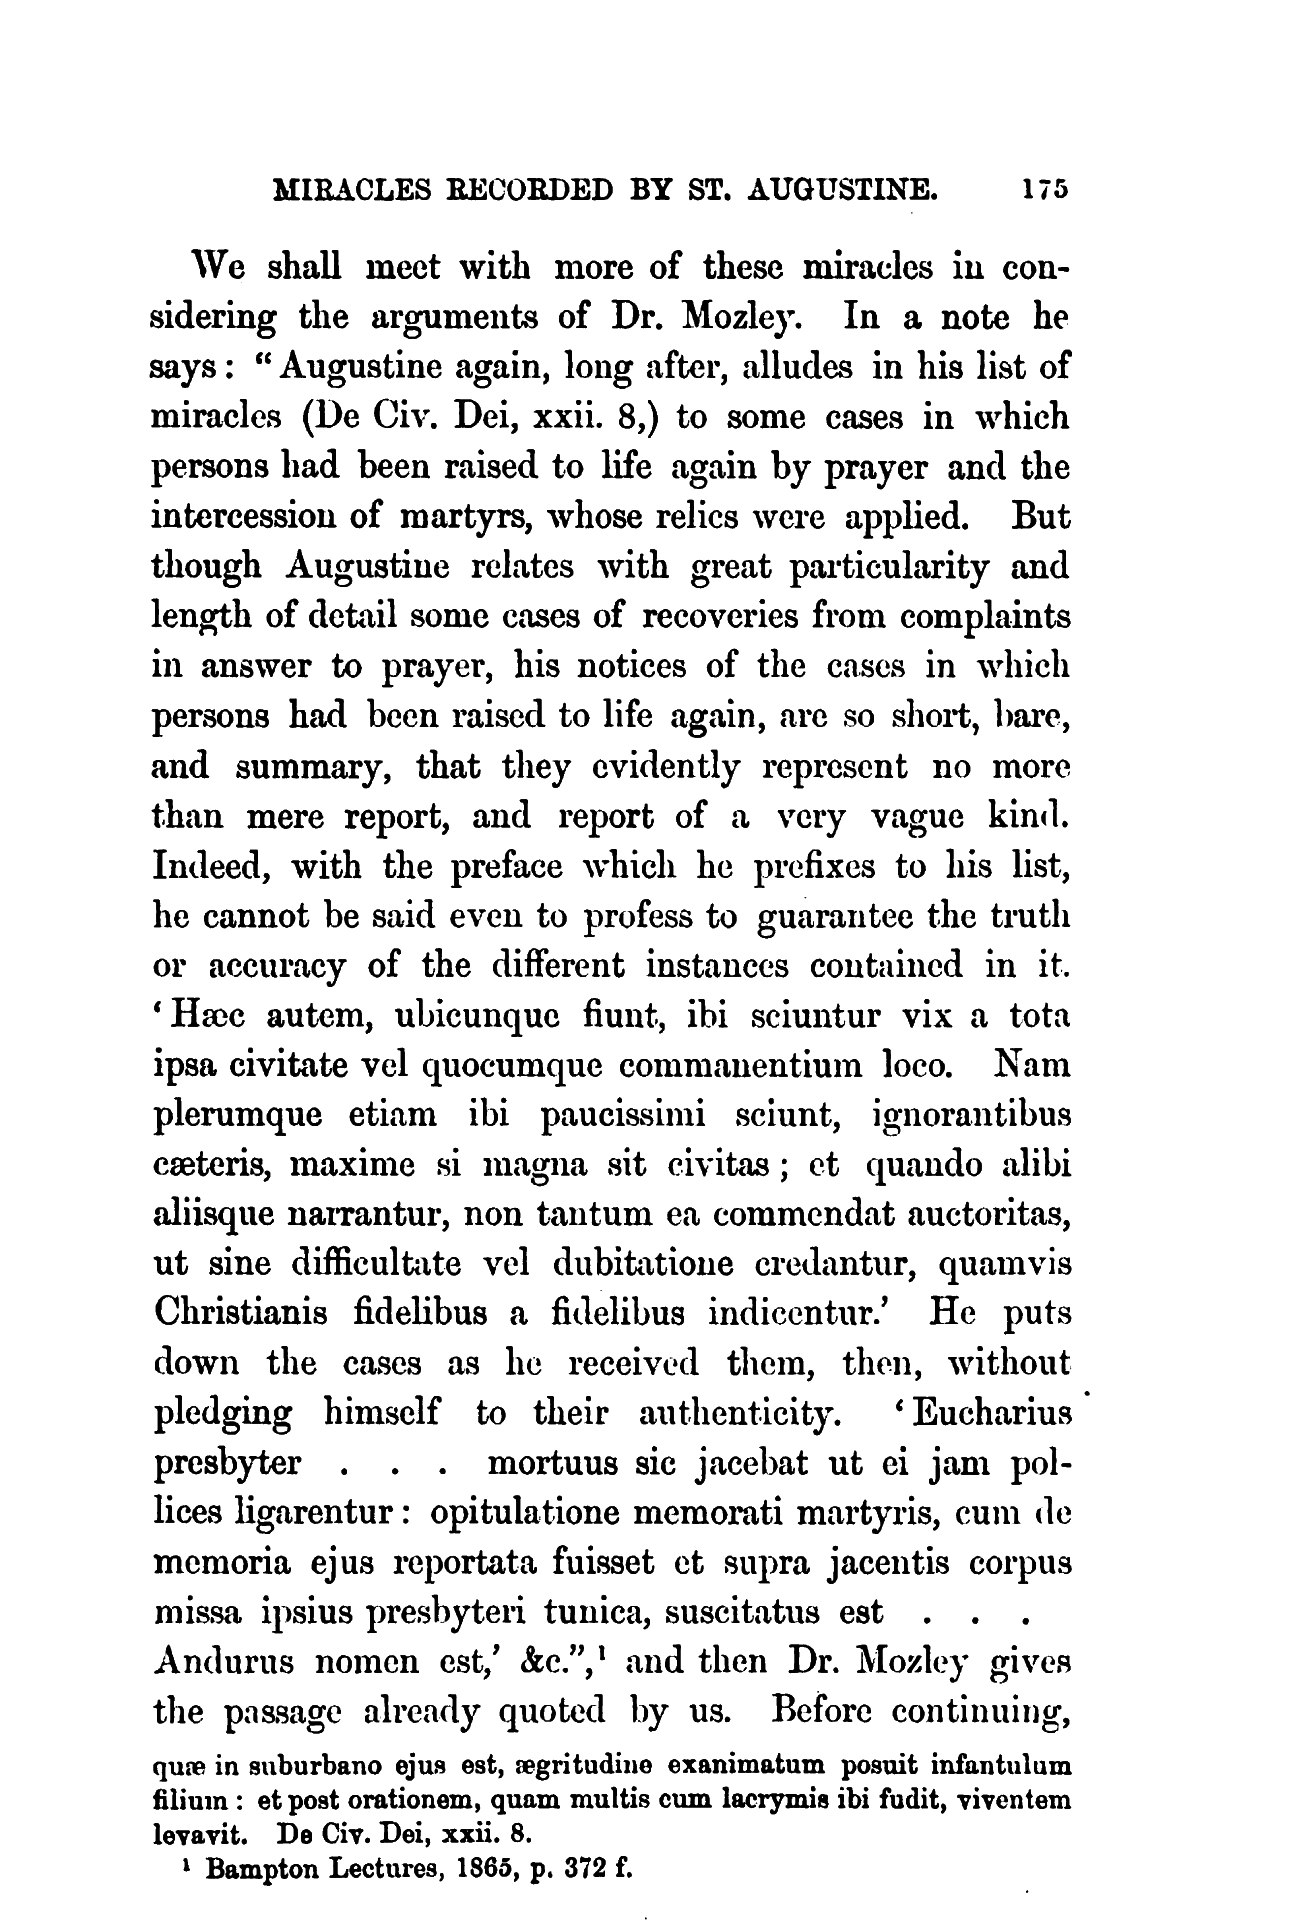 MIRACLES RECORDED BY ST. AUGUSTINE. 175
We shall meet with more of these miracles in con-
sidering the arguments of Dr. Mozley. In a note he
says: “Augustine again, long after, alludes in his list of
miracles (De Civ. Dei, xxii. 8,) to some cases in which
persons had been raised to life again by prayer and the
intercession of martyrs, whose relics were applied. But
though Augustine relates with great particularity and
length of detail some cases of recoveries from complaints
in answer to prayer, his notices of the cases in which
persons had been raised to life again, are so short, bare,
and summary, that they evidently represent no more
than mere report, and report of a very vague kind.
Indeed, with the preface which he prefixes to his list,
he cannot be said even to profess to guarantee the truth
or accuracy of the different instances contained in it.
‘Hæc autem, ubicunque fiunt, ibi sciuntur vix a tota
ipsa civitate vel quocumque commanentium loco. Nam
plerumque etiam ibi paucissimi sciunt, ignorantibus
cæteris, maxime si magna sit civitas; et quando alibi
aliisque narrantur, non tantum ea commendat auctoritas,
ut sine difficultate vel dubitatione credantur, quamvis
Christianis fidelibus a fidelibus indicentur.’ He puts
down the cases as he received them, then, without
pledging himself to their authenticity. ‘Eucharius
presbyter . . . mortuus sic jacebat ut ei jam pol-
lices ligarentur: opitulatione memorati martyris, cum de
memoria ejus reportata fuisset et supra jacentis corpus
missa ipsius presbyteri tunica, suscitatus est . . .
Andurus nomen est,’ &c.”,¹ and then Dr. Mozley gives
the passage already quoted by us. Before continuing,
quæ in suburbano ejus est, ægritudine exanimatum posuit infantulum
filium: et post orationem, quam multis cum lacrymis ibi fudit, viventem
levavit. De Civ. Dei, xxii. 8.
¹ Bampton Lectures, 1865, p. 372 f.